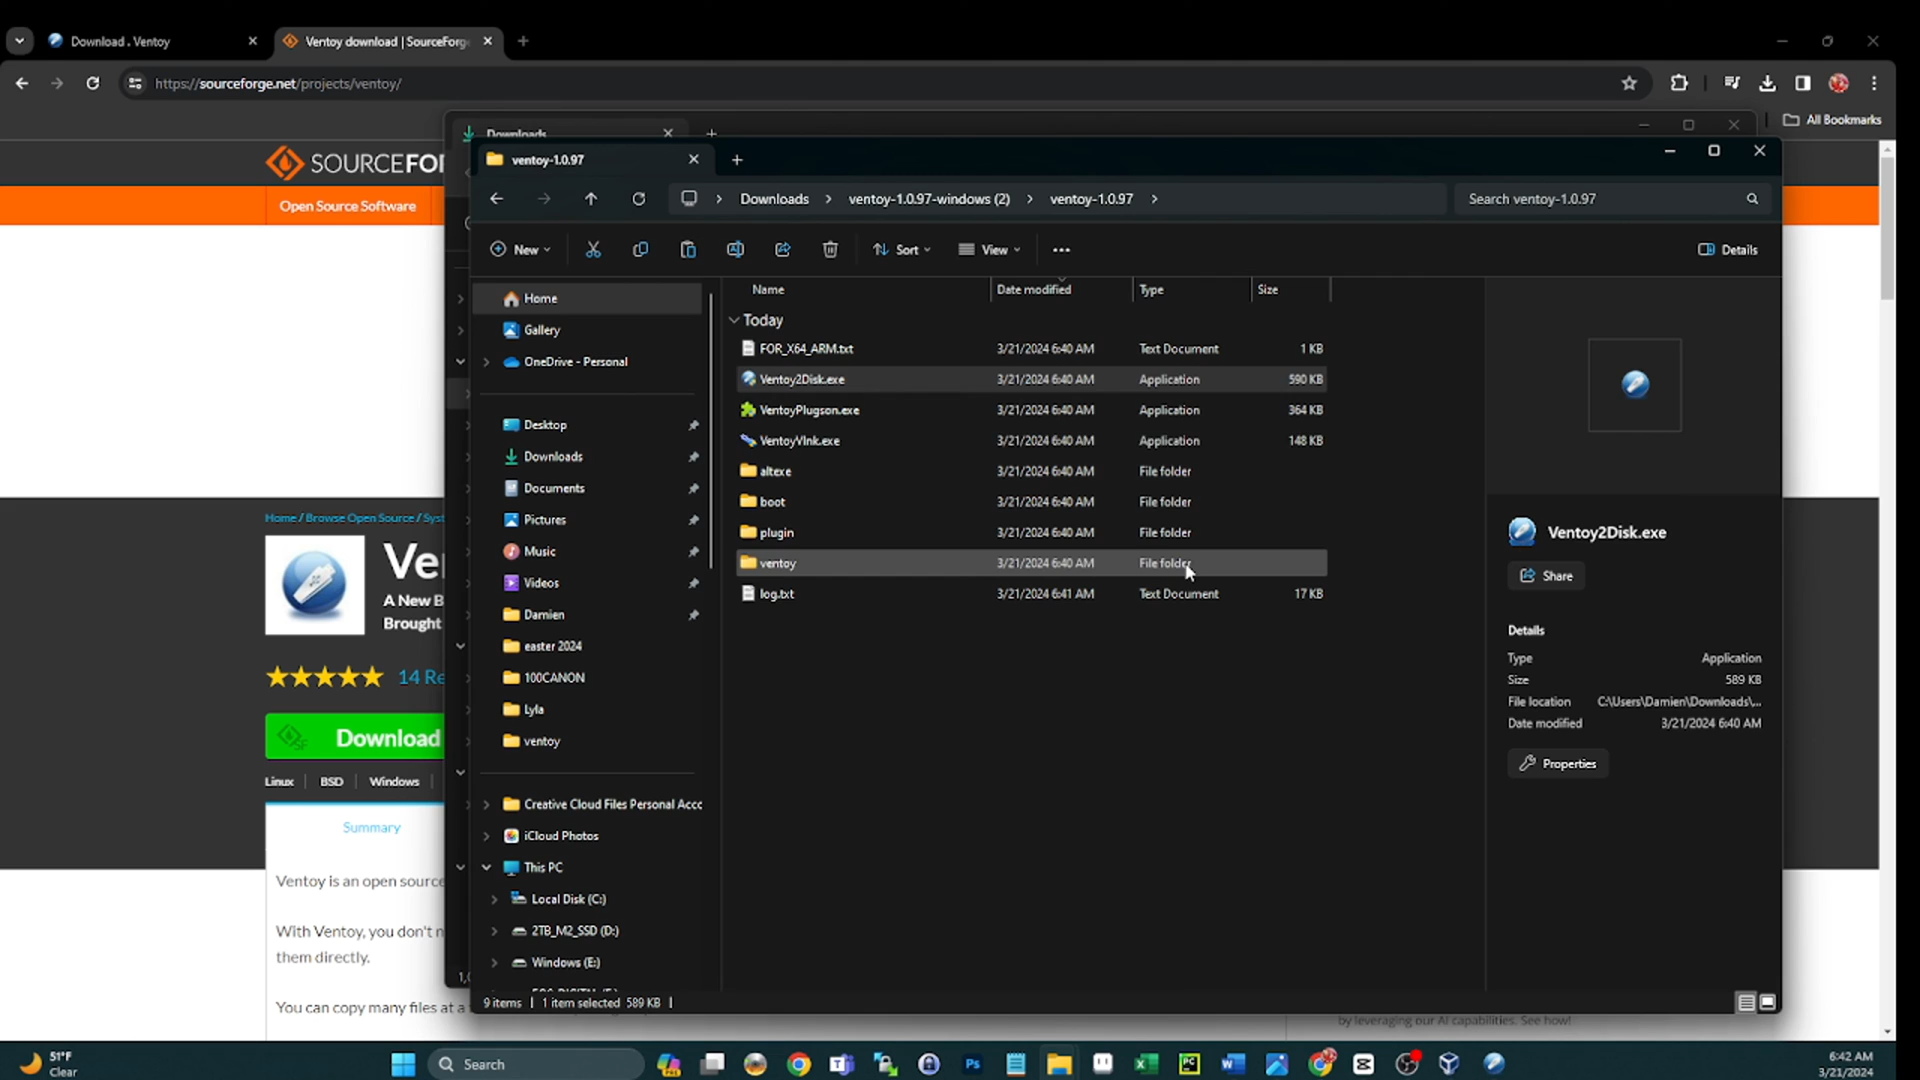 Download . Ventoy
Ventoy download | SourceForg
https://sourceforge.net/projects/ventoy/
All Bookmarks
Downloads
SOURCEFO
Open Source Software
ventoy-1.0.97
Downloads > ventoy-1.0.97-windows (2) > ventoy-1.0.97 >
Search ventoy-1.0.97
New
Sort
View
Details
Home
Gallery
OneDrive - Personal
Desktop
Downloads
Documents
Pictures
Music
Videos
Damien
easter 2024
100CANON
Lyla
ventoy
Creative Cloud Files Personal Acco
iCloud Photos
This PC
Local Disk (C:)
2TB_M2_SSD (D:)
Windows (E:)
Name Date modified Type Size
Today
FOR_X64_ARM.txt 3/21/2024 6:40 AM Text Document 1 KB
Ventoy2Disk.exe 3/21/2024 6:40 AM Application 590 KB
VentoyPlugson.exe 3/21/2024 6:40 AM Application 364 KB
VentoyVlnk.exe 3/21/2024 6:40 AM Application 148 KB
altexe 3/21/2024 6:40 AM File folder
boot 3/21/2024 6:40 AM File folder
plugin 3/21/2024 6:40 AM File folder
ventoy 3/21/2024 6:40 AM File folder
log.txt 3/21/2024 6:41 AM Text Document 17 KB
Ventoy2Disk.exe
Share
Details
Type Application
Size 589 KB
File location C:\Users\Damien\Downloads\...
Date modified 3/21/2024 6:40 AM
Properties
9 items 1 item selected 589 KB
Home / Browse Open Source / Sys
Ve
A New B
Brought
14 Re
Download
Linux BSD Windows
Summary
Ventoy is an open source
With Ventoy, you don't n
them directly.
You can copy many files at a
by leveraging our AI capabilities. See how!
51°F
Clear
Search
6:42 AM
3/21/2024